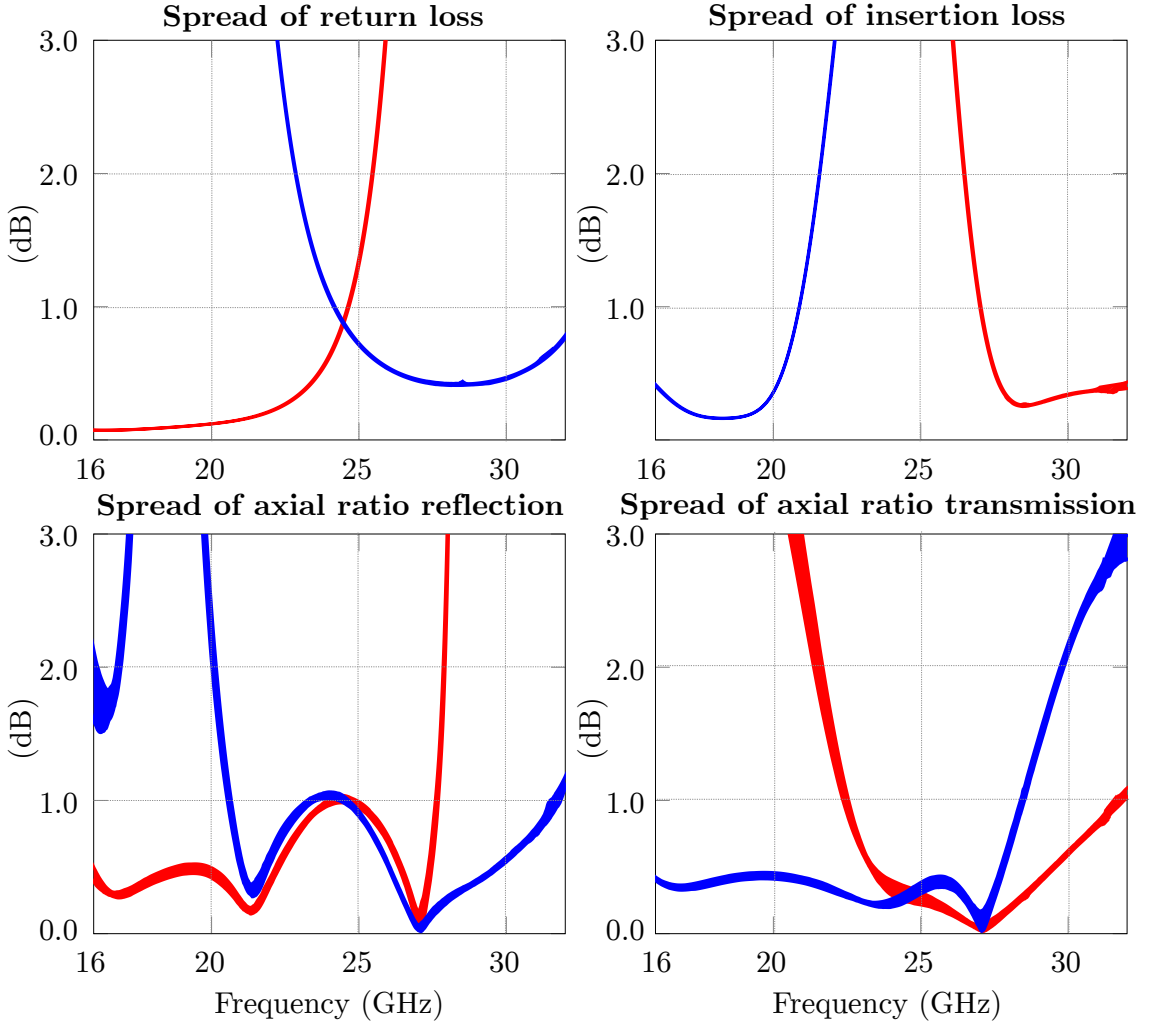 Spread of return loss
Spread of insertion loss
3.0
2.0
1.0
0.0
(dB)
16 20 25 30
3.0
2.0
1.0
0.0
(dB)
16 20 25 30
Spread of axial ratio reflection
Spread of axial ratio transmission
3.0
2.0
1.0
0.0
(dB)
16 20 25 30
Frequency (GHz)
3.0
2.0
1.0
0.0
(dB)
16 20 25 30
Frequency (GHz)